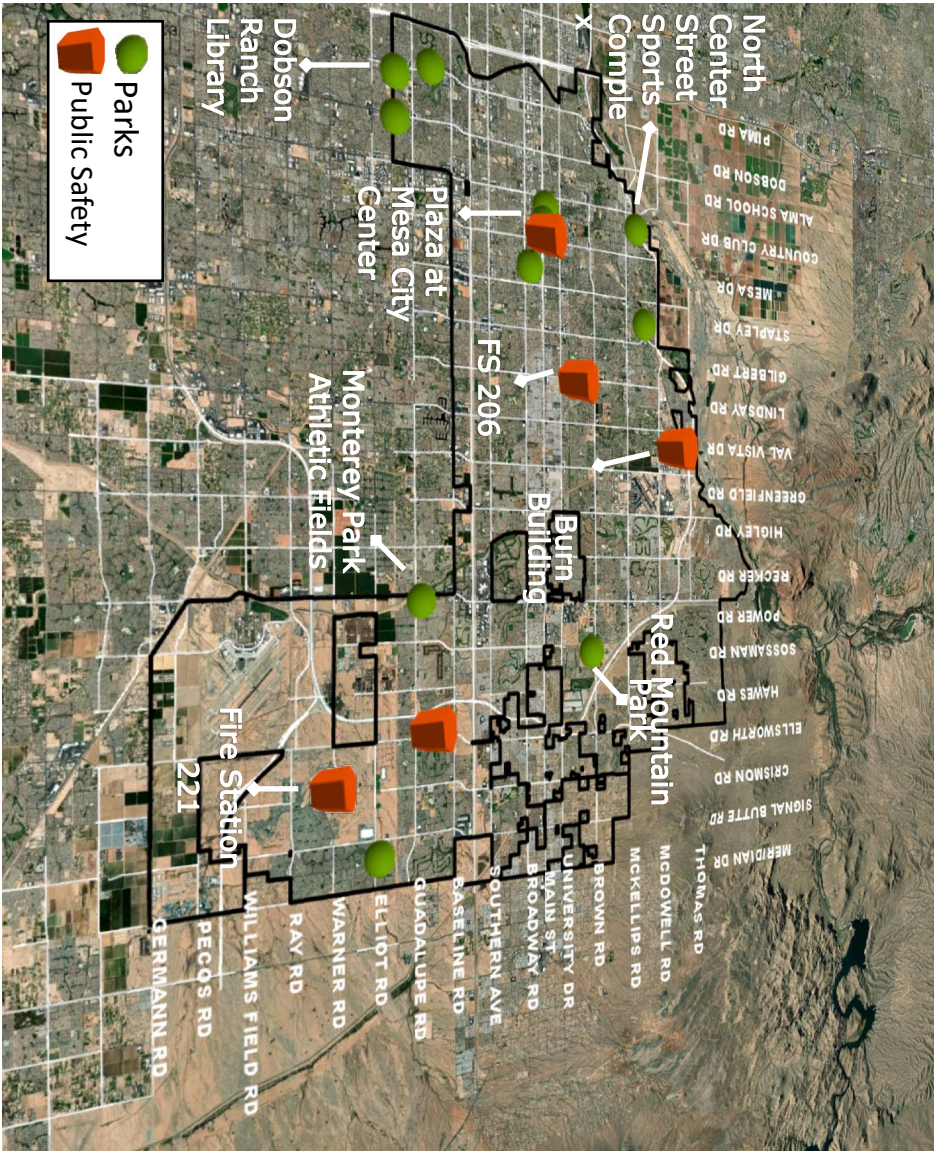 North
Center
Street
Sports
Comple
x
Dobson
Ranch
Library
Parks
Public Safety
Plaza at
Mesa City
Center
FS 206
Monterey Park
Athletic Fields
Burn
Building
Red Mountain
Park
Fire Station
221
PIMA RD
DOBSON RD
ALMA SCHOOL RD
COUNTRY CLUB DR
MESA DR
STAPLEY DR
GILBERT RD
LINDSAY RD
VAL VISTA DR
GREENFIELD RD
HIGLEY RD
RECKER RD
POWER RD
SOSSAMAN RD
HAWES RD
ELLSWORTH RD
CRISMON RD
SIGNAL BUTTE RD
MERIDIAN DR
THOMAS RD
MCDOWELL RD
MCKELLIPS RD
BROWN RD
UNIVERSITY DR
MAIN ST
BROADWAY RD
SOUTHERN AVE
BASELINE RD
GUADALUPE RD
ELLIOT RD
WARNER RD
RAY RD
WILLIAMS FIELD RD
PECOS RD
GERMANN RD